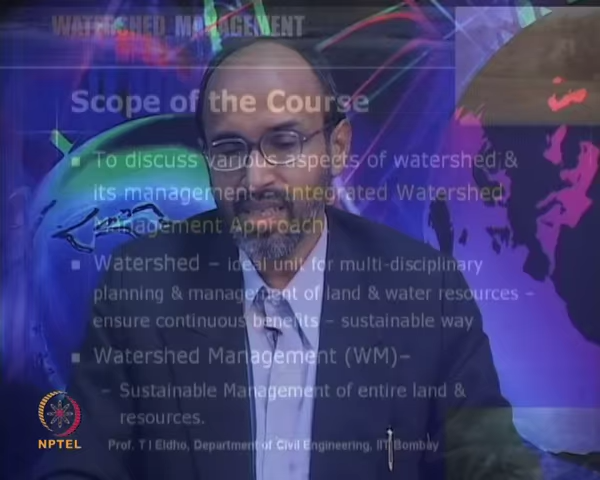 WATERSHED MANAGEMENT
Scope of the Course
▪ To discuss various aspects of watershed &
its management – Integrated Watershed
Management Approach
▪ Watershed – ideal unit for multi-disciplinary
planning & management of land & water resources –
ensure continuous benefits – sustainable way
▪ Watershed Management (WM)–
– Sustainable Management of entire land &
resources.
NPTEL
Prof. T I Eldho, Department of Civil Engineering, IIT Bombay